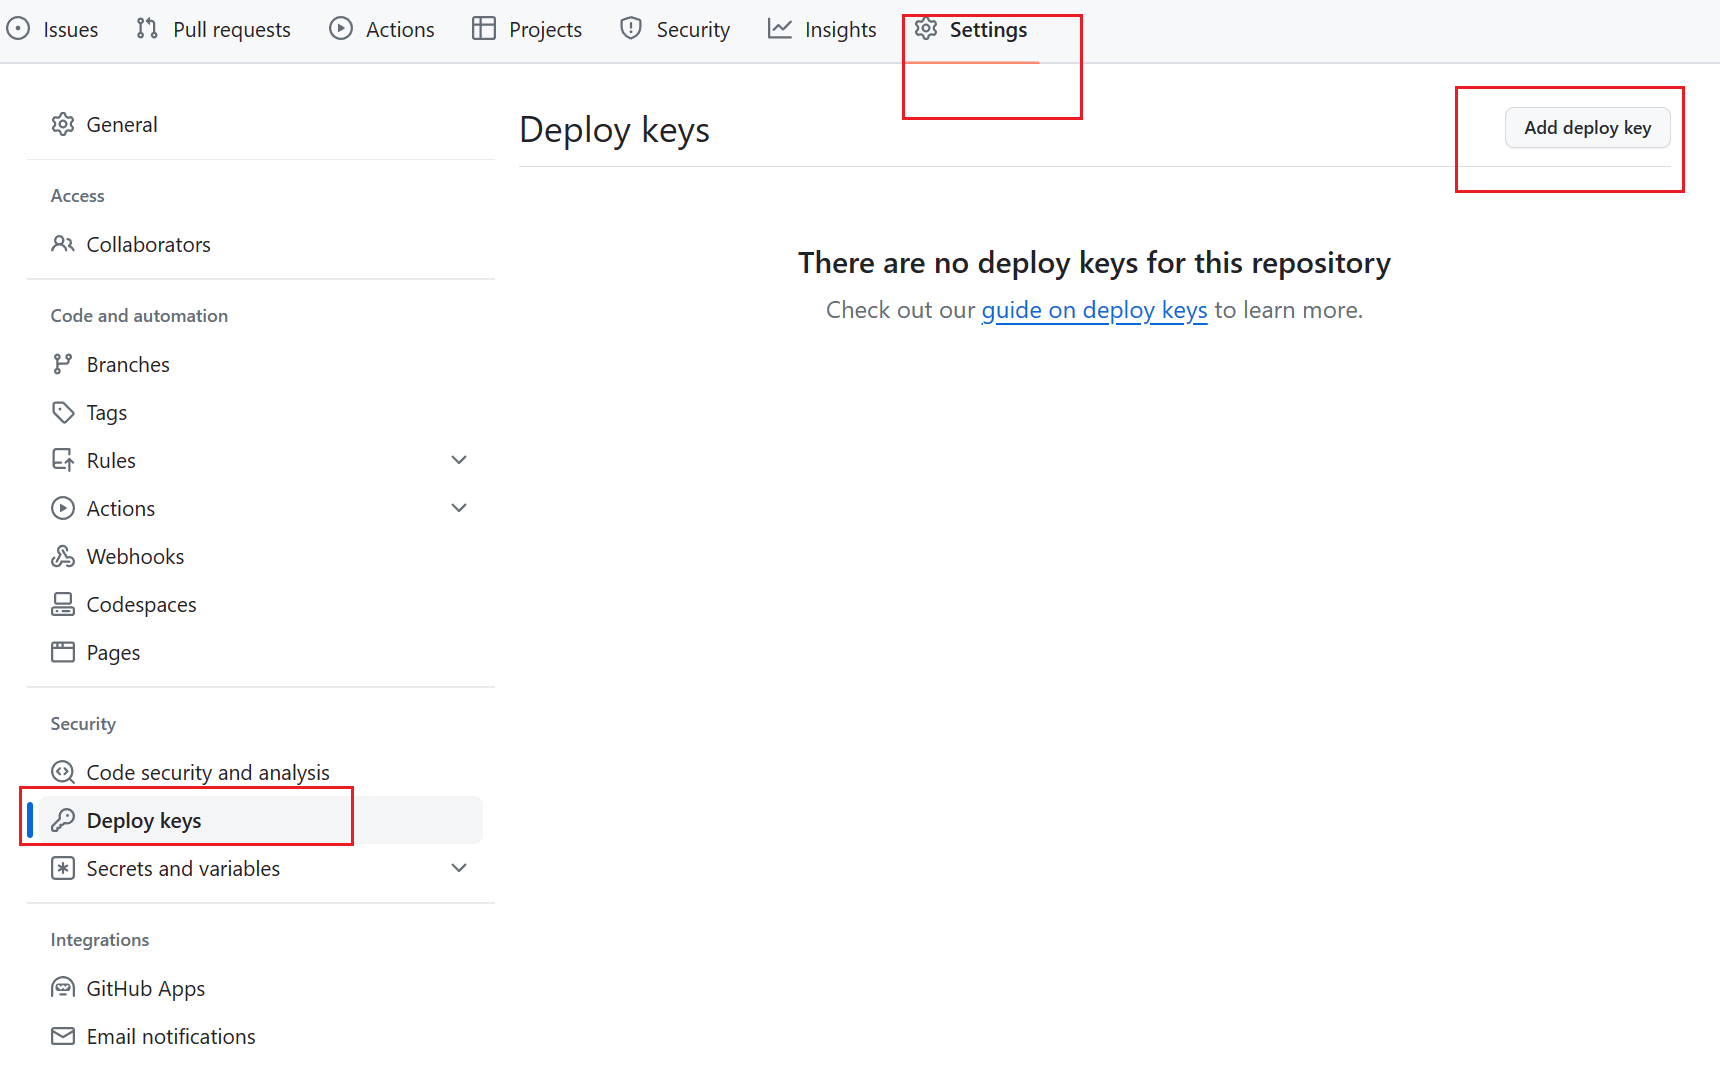 Issues Pull requests Actions Projects Security Insights Settings
General
Access
Collaborators
Code and automation
Branches
Tags
Rules
Actions
Webhooks
Codespaces
Pages
Security
Code security and analysis
Deploy keys
Secrets and variables
Integrations
GitHub Apps
Email notifications
Deploy keys
Add deploy key
There are no deploy keys for this repository
Check out our guide on deploy keys to learn more.